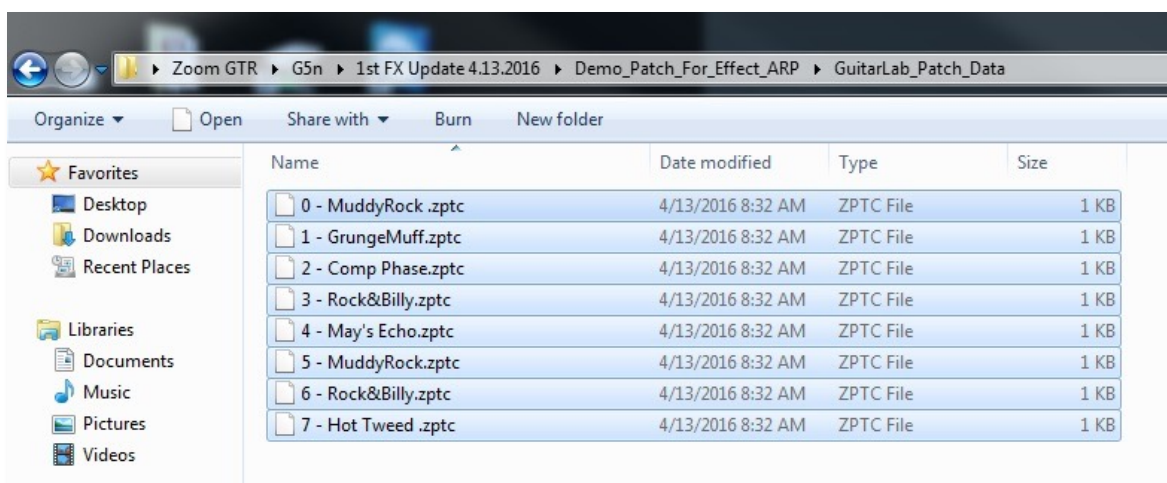 Zoom GTR ▸ G5n ▸ 1st FX Update 4.13.2016 ▸ Demo_Patch_For_Effect_ARP ▸ GuitarLab_Patch_Data
Organize Open Share with Burn New folder
Name Date modified Type Size
Favorites
Desktop
Downloads
Recent Places
Libraries
Documents
Music
Pictures
Videos
0 - MuddyRock .zptc 4/13/2016 8:32 AM ZPTC File 1 KB
1 - GrungeMuff.zptc 4/13/2016 8:32 AM ZPTC File 1 KB
2 - Comp Phase.zptc 4/13/2016 8:32 AM ZPTC File 1 KB
3 - Rock&Billy.zptc 4/13/2016 8:32 AM ZPTC File 1 KB
4 - May's Echo.zptc 4/13/2016 8:32 AM ZPTC File 1 KB
5 - MuddyRock.zptc 4/13/2016 8:32 AM ZPTC File 1 KB
6 - Rock&Billy.zptc 4/13/2016 8:32 AM ZPTC File 1 KB
7 - Hot Tweed .zptc 4/13/2016 8:32 AM ZPTC File 1 KB